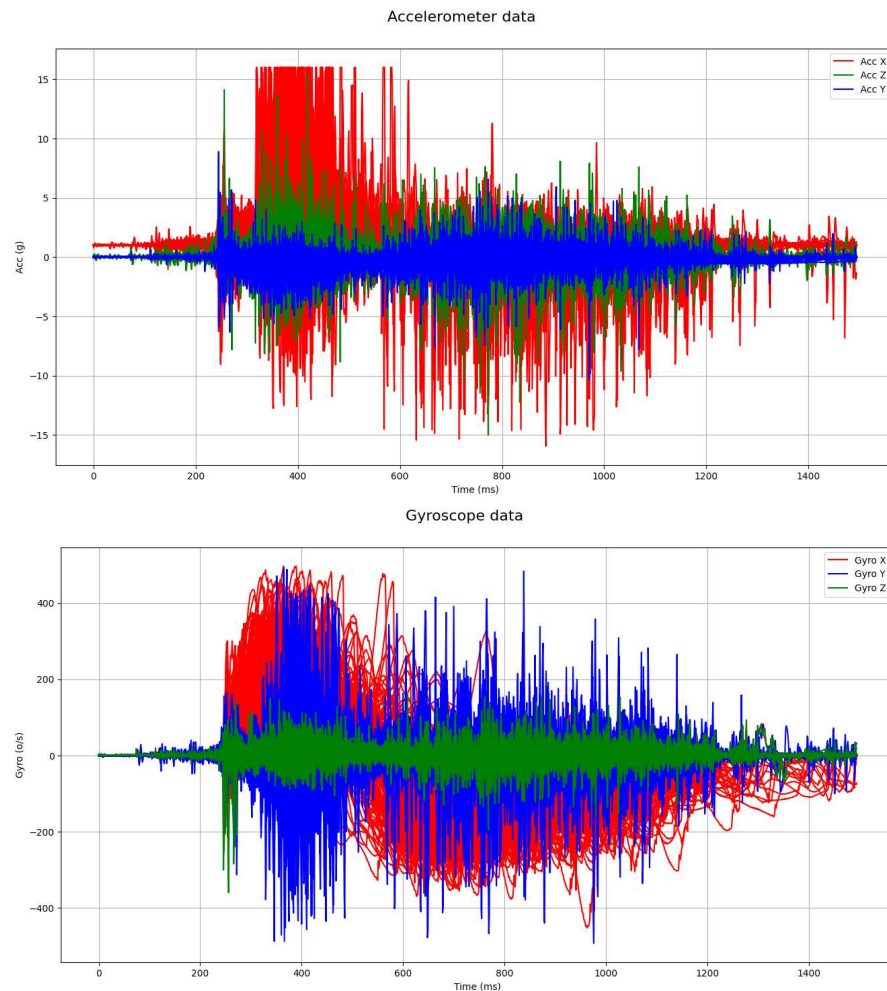 Accelerometer data
Acc X
Acc Z
Acc Y
15
10
5
0
−5
−10
−15
Acc (g)
0 200 400 600 800 1000 1200 1400
Time (ms)
Gyroscope data
Gyro X
Gyro Y
Gyro Z
400
200
0
−200
−400
Gyro (o/s)
0 200 400 600 800 1000 1200 1400
Time (ms)